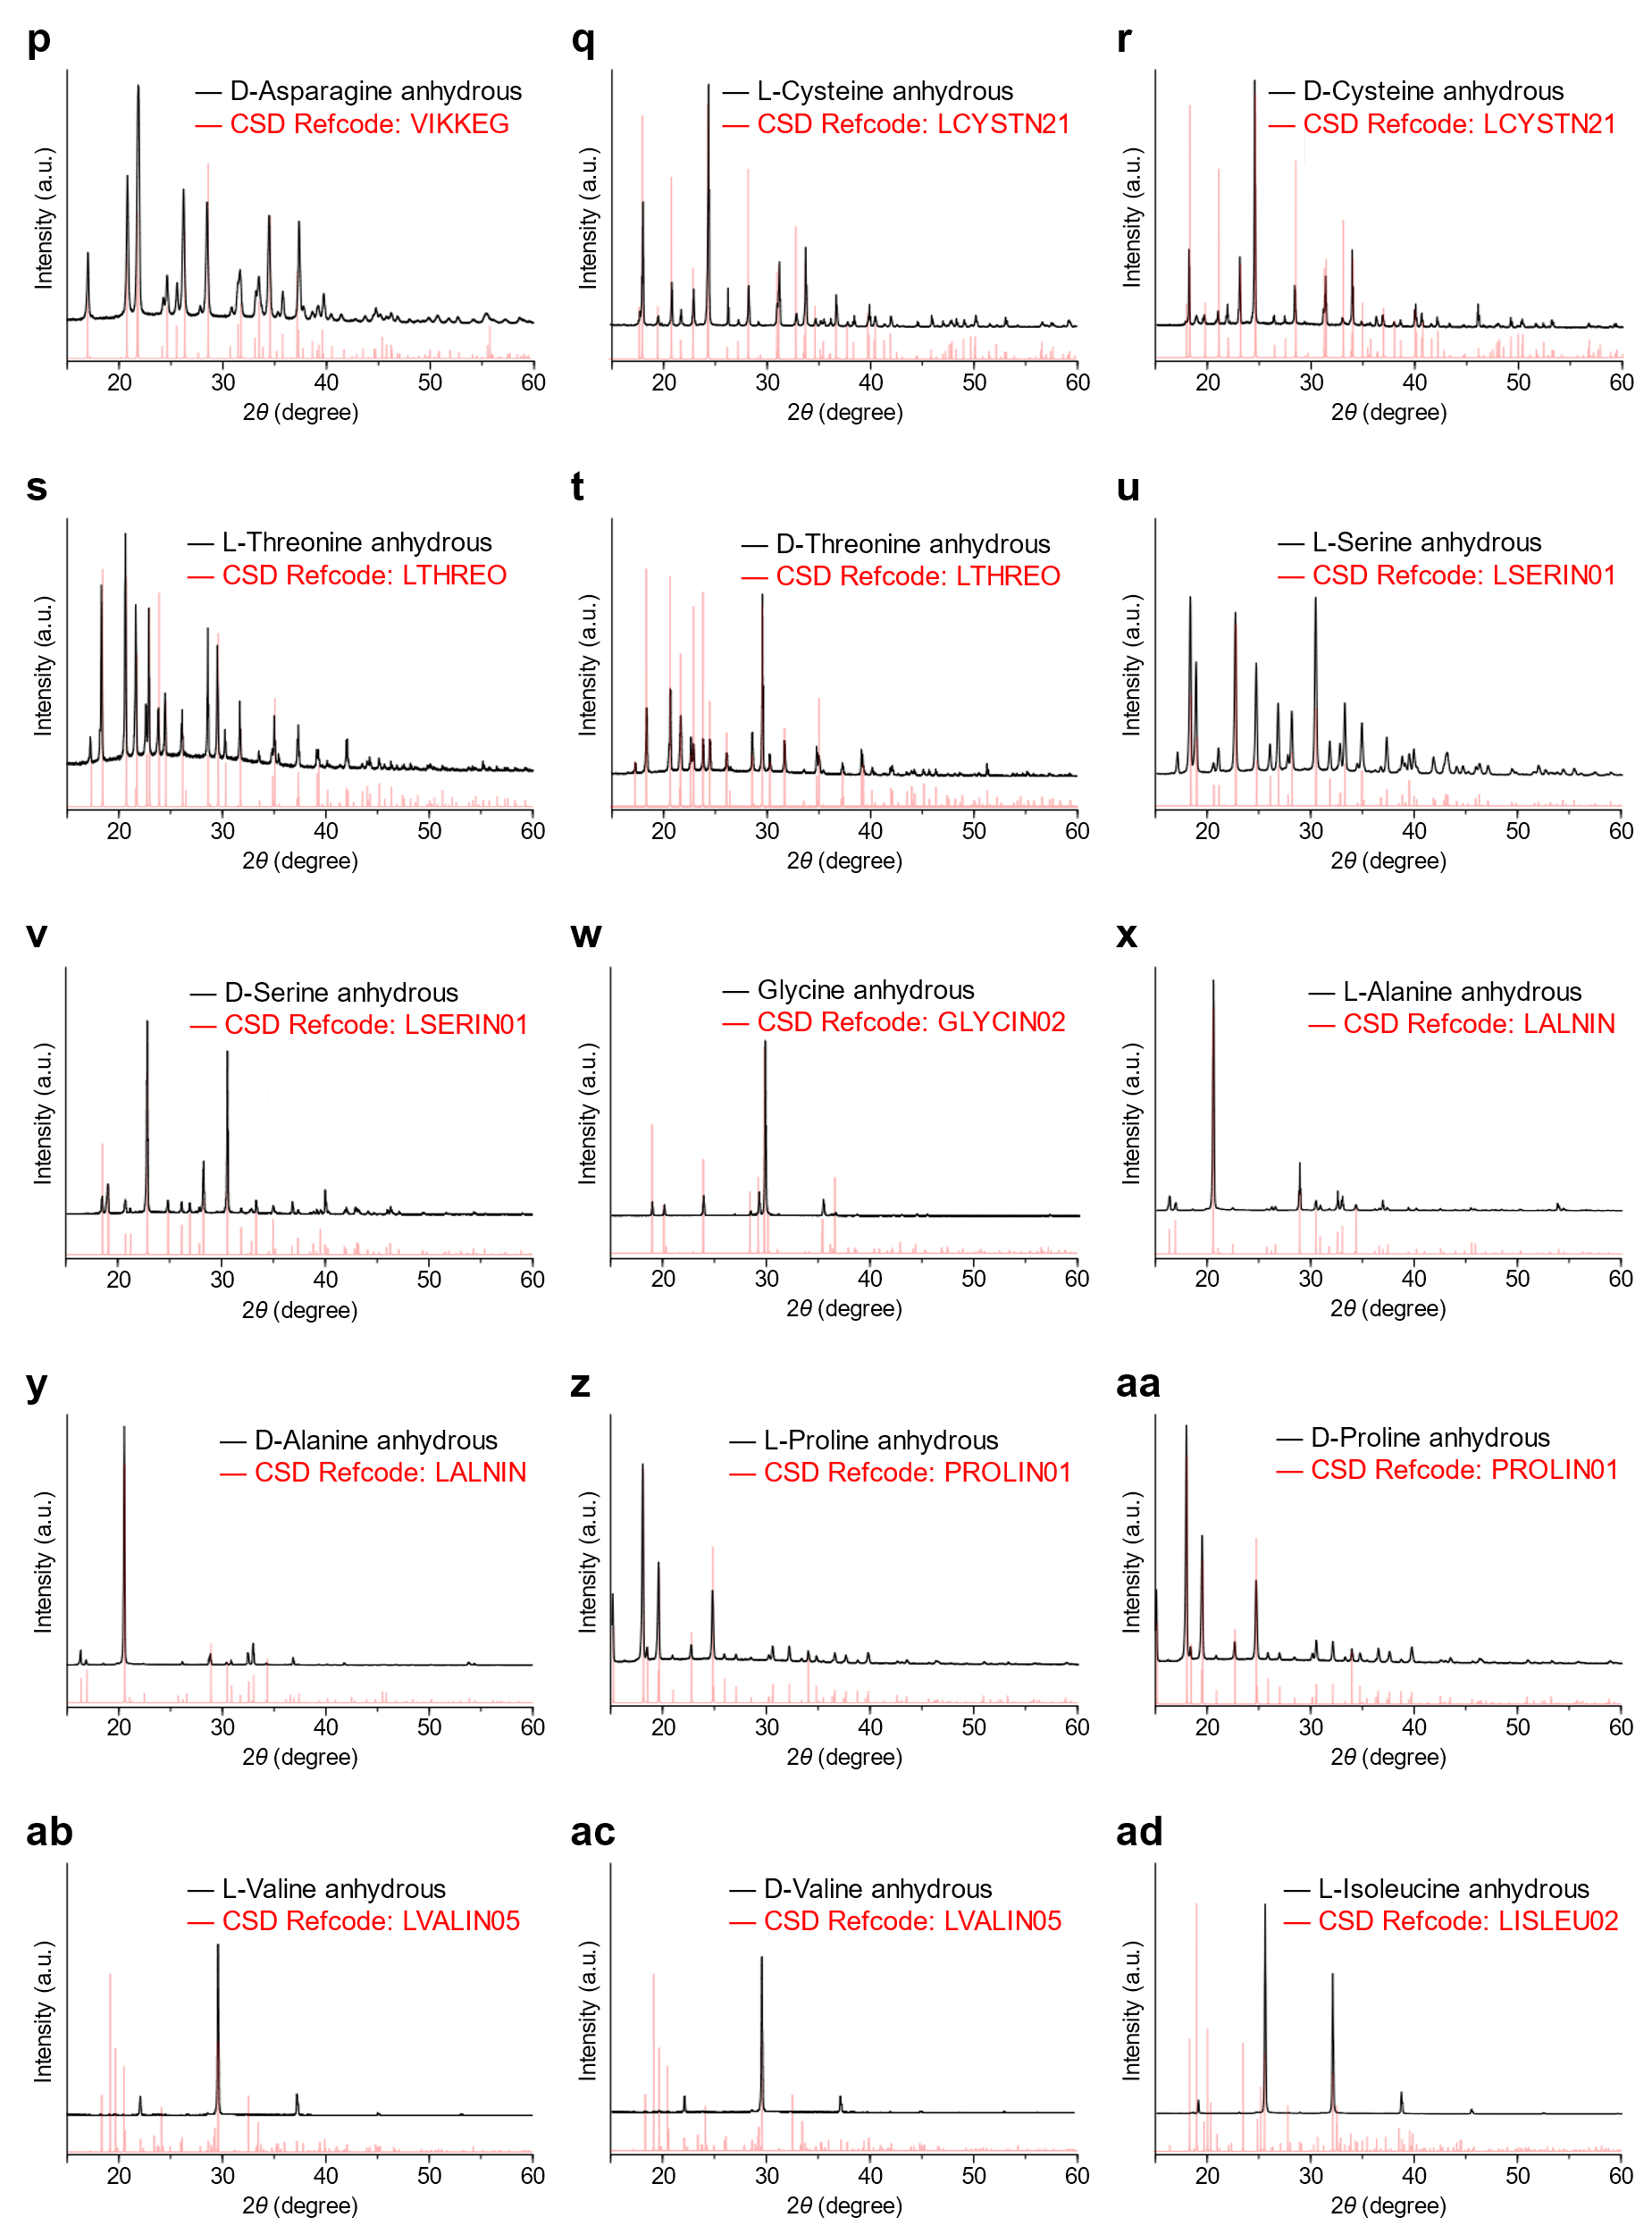 p
D-Asparagine anhydrous
CSD Refcode: VIKKEG
Intensity (a.u.)
20 30 40 50 60
2θ (degree)
q
L-Cysteine anhydrous
CSD Refcode: LCYSTN21
Intensity (a.u.)
20 30 40 50 60
2θ (degree)
r
D-Cysteine anhydrous
CSD Refcode: LCYSTN21
Intensity (a.u.)
20 30 40 50 60
2θ (degree)
s
L-Threonine anhydrous
CSD Refcode: LTHREO
Intensity (a.u.)
20 30 40 50 60
2θ (degree)
t
D-Threonine anhydrous
CSD Refcode: LTHREO
Intensity (a.u.)
20 30 40 50 60
2θ (degree)
u
L-Serine anhydrous
CSD Refcode: LSERIN01
Intensity (a.u.)
20 30 40 50 60
2θ (degree)
v
D-Serine anhydrous
CSD Refcode: LSERIN01
Intensity (a.u.)
20 30 40 50 60
2θ (degree)
w
Glycine anhydrous
CSD Refcode: GLYCIN02
Intensity (a.u.)
20 30 40 50 60
2θ (degree)
x
L-Alanine anhydrous
CSD Refcode: LALNIN
Intensity (a.u.)
20 30 40 50 60
2θ (degree)
y
D-Alanine anhydrous
CSD Refcode: LALNIN
Intensity (a.u.)
20 30 40 50 60
2θ (degree)
z
L-Proline anhydrous
CSD Refcode: PROLIN01
Intensity (a.u.)
20 30 40 50 60
2θ (degree)
aa
D-Proline anhydrous
CSD Refcode: PROLIN01
Intensity (a.u.)
20 30 40 50 60
2θ (degree)
ab
L-Valine anhydrous
CSD Refcode: LVALIN05
Intensity (a.u.)
20 30 40 50 60
2θ (degree)
ac
D-Valine anhydrous
CSD Refcode: LVALIN05
Intensity (a.u.)
20 30 40 50 60
2θ (degree)
ad
L-Isoleucine anhydrous
CSD Refcode: LISLEU02
Intensity (a.u.)
20 30 40 50 60
2θ (degree)